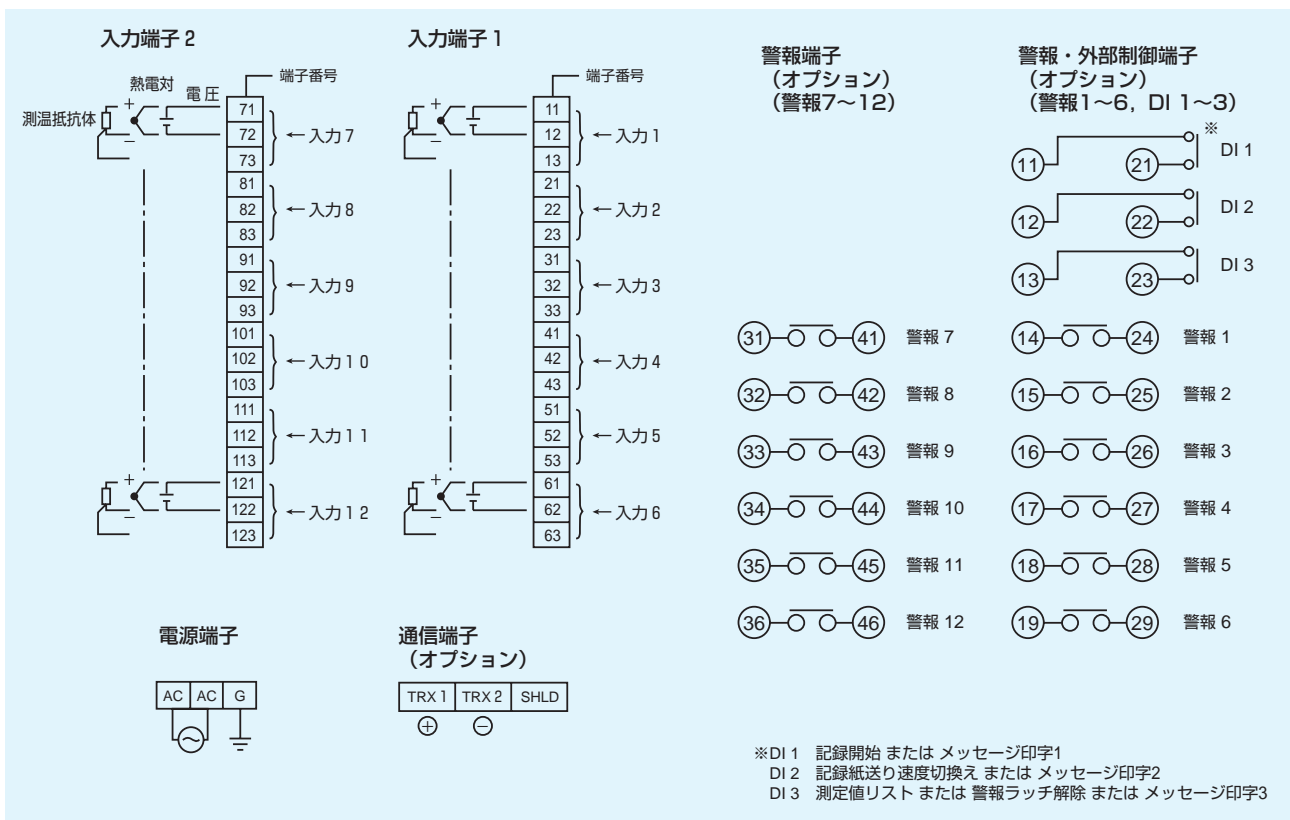 入力端子 2
端子番号
熱電対
電 圧
測温抵抗体
+
−
71
72
73
←入力 7
81
82
83
←入力 8
91
92
93
←入力 9
101
102
103
←入力 1 0
111
112
113
←入力 1 1
+
−
121
122
123
←入力 1 2
入力端子 1
端子番号
+
−
11
12
13
←入力 1
21
22
23
←入力 2
31
32
33
←入力 3
41
42
43
←入力 4
51
52
53
←入力 5
+
−
61
62
63
←入力 6
警報端子
(オプション)
(警報7〜12)
31 41 警報 7
32 42 警報 8
33 43 警報 9
34 44 警報 10
35 45 警報 11
36 46 警報 12
警報・外部制御端子
(オプション)
(警報1〜6, DI 1〜3)
※
11 21 DI 1
12 22 DI 2
13 23 DI 3
14 24 警報 1
15 25 警報 2
16 26 警報 3
17 27 警報 4
18 28 警報 5
19 29 警報 6
電源端子
AC AC G
通信端子
(オプション)
TRX 1 TRX 2 SHLD
+ −
※DI 1 記録開始 または メッセージ印字1
DI 2 記録紙送り速度切換え または メッセージ印字2
DI 3 測定値リスト または 警報ラッチ解除 または メッセージ印字3